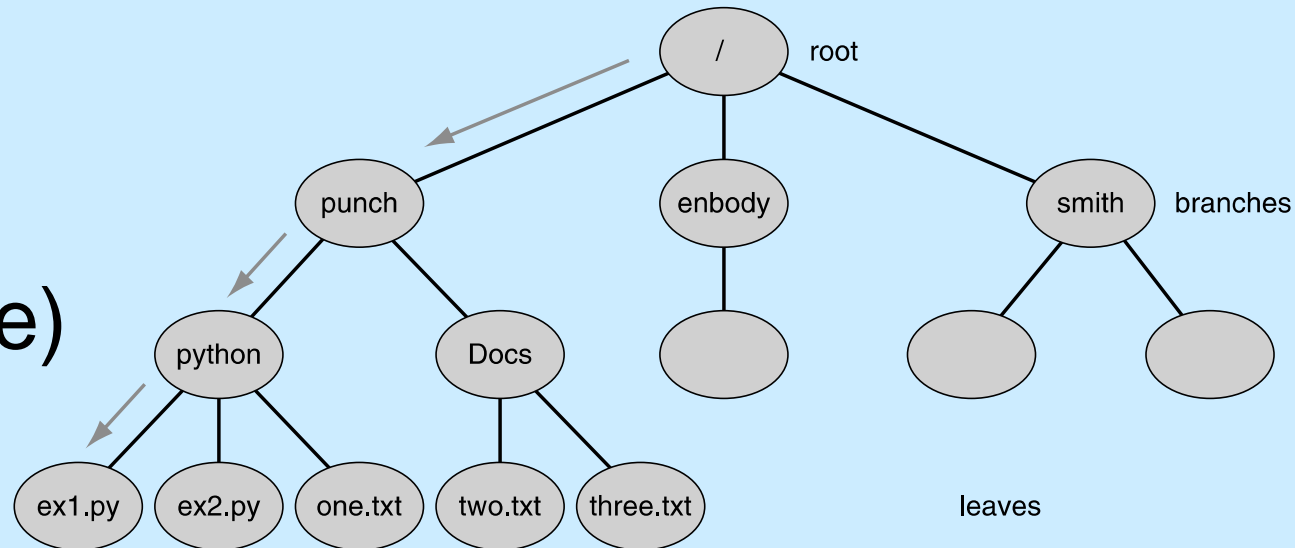 / root
punch enbody smith branches
e)
python Docs
ex1.py ex2.py one.txt two.txt three.txt leaves